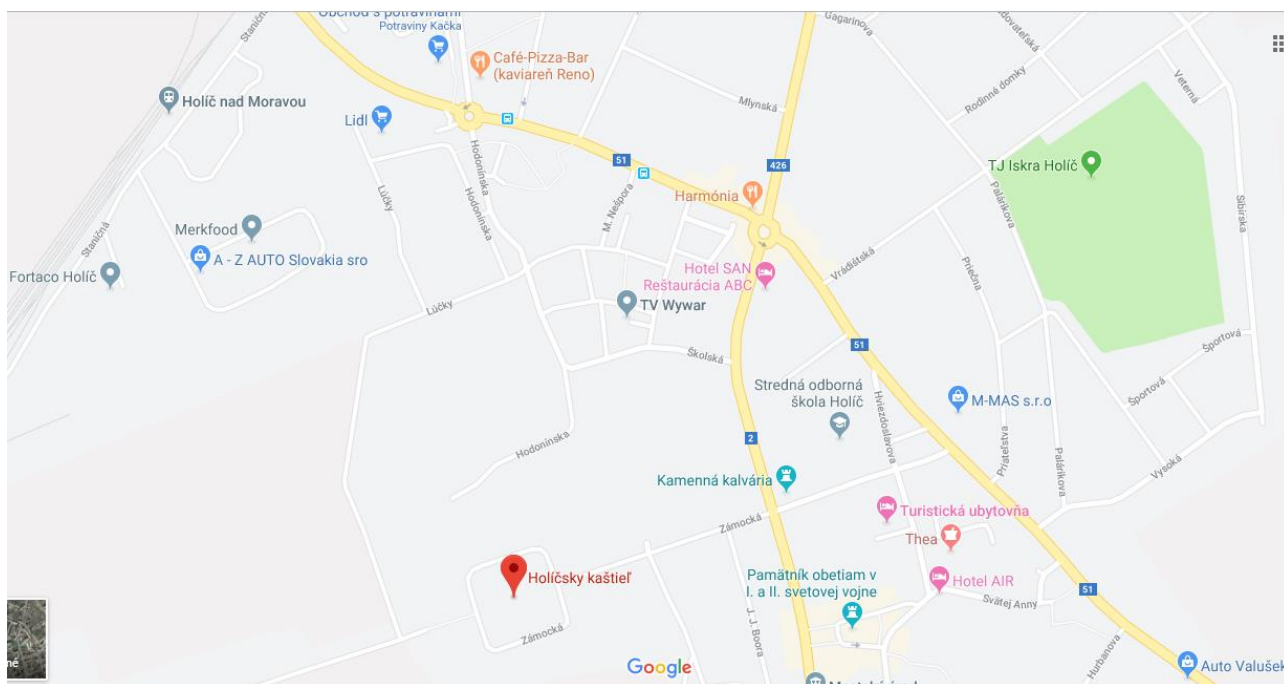 Obchod s potravinami
Potraviny Kačka
Staničná
Gagarinova
Café-Pizza-Bar
(kaviareň Reno)
Holíč nad Moravou
Mlynská
Rodinné domky
Veterná
Lidl
51
426
TJ Iskra Holíč
Hodonínska
Hodonínska
Lúčky
M. Nešpora
Harmónia
Palárikova
Sibírska
Staničná
Merkfood
A - Z AUTO Slovakia sro
Fortaco Holíč
Hotel SAN
Reštaurácia ABC
Vrádištská
Priečna
TV Wywar
Lúčky
Školská
51
Športová
Športová
Stredná odborná
škola Holíč
Hviezdoslavova
M-MAS s.r.o
Hodonínska
2
Priateľstva
Palárikova
Vysoká
Kamenná kalvária
Zámocká
Turistická ubytovňa
Thea
Holíčsky kaštieľ
Pamätník obetiam v
I. a II. svetovej vojne
Hotel AIR
Svätej Anny
51
Zámocká
J. J. Boora
Hurbanova
Google
Auto Valušek